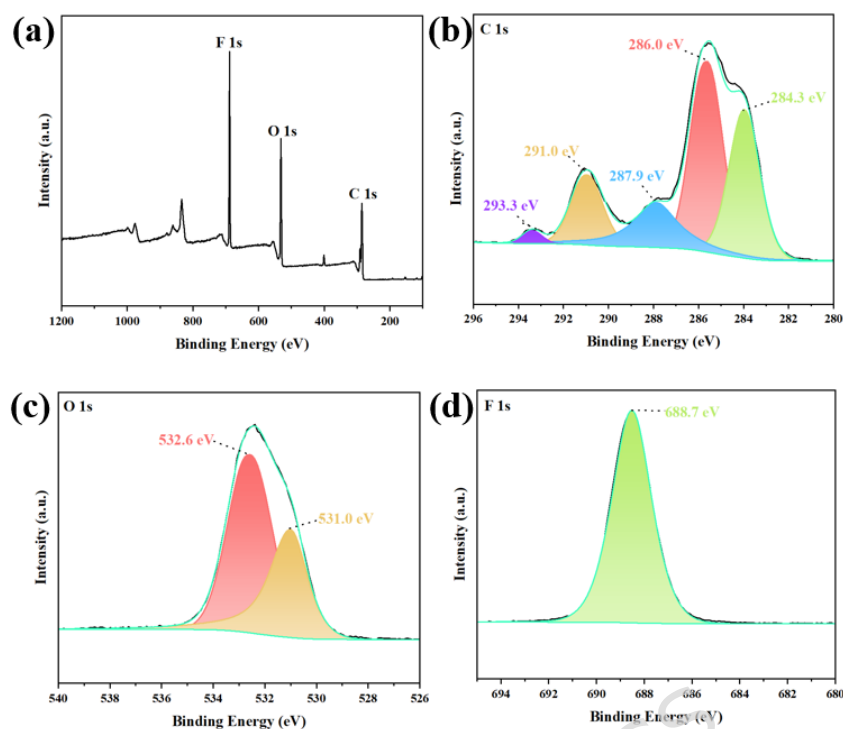 (a)
F 1s
O 1s
C 1s
Intensity (a.u.)
1200 1000 800 600 400 200
Binding Energy (eV)
(b)
C 1s
286.0 eV
284.3 eV
291.0 eV
287.9 eV
293.3 eV
Intensity (a.u.)
296 294 292 290 288 286 284 282 280
Binding Energy (eV)
(c)
O 1s
532.6 eV
531.0 eV
Intensity (a.u.)
540 538 536 534 532 530 528 526
Binding Energy (eV)
(d)
F 1s
688.7 eV
Intensity (a.u.)
694 692 690 688 686 684 682 680
Binding Energy (eV)